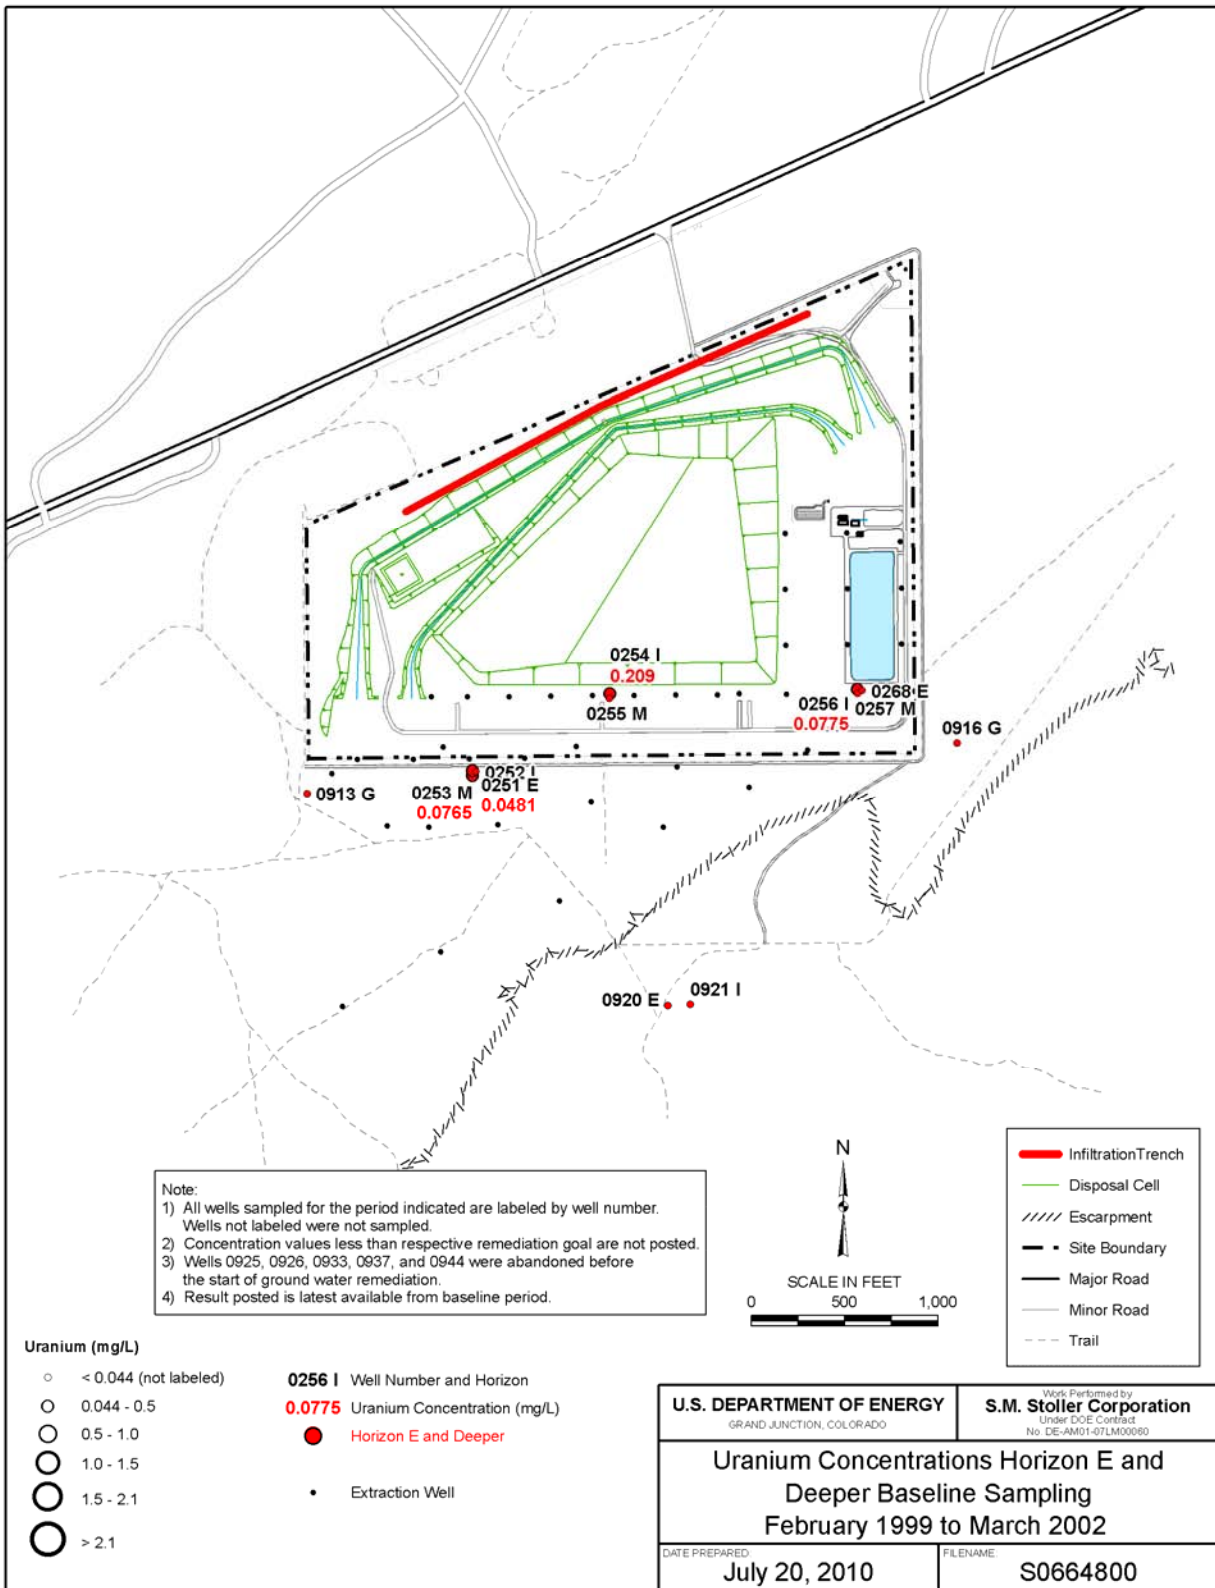 0254 I
0.209
0255 M
0268 E
0256 I
0257 M
0.0775
0916 G
0252 I
0251 E
0253 M
0.0481
0.0765
0913 G
0920 E
0921 I
Note:
1) All wells sampled for the period indicated are labeled by well number.
Wells not labeled were not sampled.
2) Concentration values less than respective remediation goal are not posted.
3) Wells 0925, 0926, 0933, 0937, and 0944 were abandoned before
the start of ground water remediation.
4) Result posted is latest available from baseline period.
N
SCALE IN FEET
0 500 1,000
InfiltrationTrench
Disposal Cell
Escarpment
Site Boundary
Major Road
Minor Road
Trail
Uranium (mg/L)
< 0.044 (not labeled)
0.044 - 0.5
0.5 - 1.0
1.0 - 1.5
1.5 - 2.1
> 2.1
0256 I Well Number and Horizon
0.0775 Uranium Concentration (mg/L)
Horizon E and Deeper
Extraction Well
U.S. DEPARTMENT OF ENERGY
GRAND JUNCTION, COLORADO
Work Performed by
S.M. Stoller Corporation
Under DOE Contract
No. DE-AM01-07LM00060
Uranium Concentrations Horizon E and
Deeper Baseline Sampling
February 1999 to March 2002
DATE PREPARED:
July 20, 2010
FILENAME:
S0664800